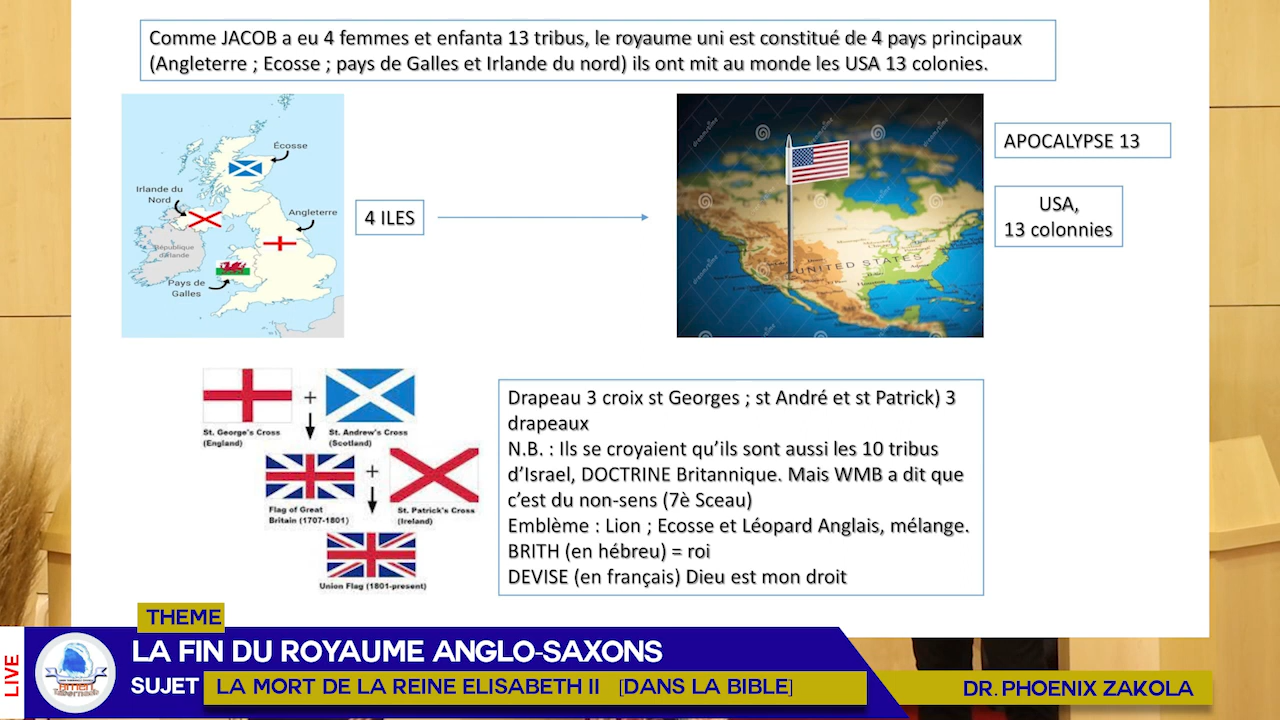 Comme JACOB a eu 4 femmes et enfanta 13 tribus, le royaume uni est constitué de 4 pays principaux
(Angleterre ; Ecosse ; pays de Galles et Irlande du nord) ils ont mit au monde les USA 13 colonies.
Écosse
Irlande du
Nord
Angleterre
République
d'Irlande
Pays de
Galles
4 ILES
UNITED STATES
APOCALYPSE 13
USA,
13 colonnies
+
St. George's Cross
(England)
St. Andrew's Cross
(Scotland)
+
Flag of Great
Britain (1707-1801)
St. Patrick's Cross
(Ireland)
Union Flag (1801-present)
Drapeau 3 croix st Georges ; st André et st Patrick) 3
drapeaux
N.B. : Ils se croyaient qu'ils sont aussi les 10 tribus
d'Israel, DOCTRINE Britannique. Mais WMB a dit que
c'est du non-sens (7è Sceau)
Emblème : Lion ; Ecosse et Léopard Anglais, mélange.
BRITH (en hébreu) = roi
DEVISE (en français) Dieu est mon droit
THEME
LIVE
LA FIN DU ROYAUME ANGLO-SAXONS
SUJET
LA MORT DE LA REINE ELISABETH II [DANS LA BIBLE]
DR. PHOENIX ZAKOLA